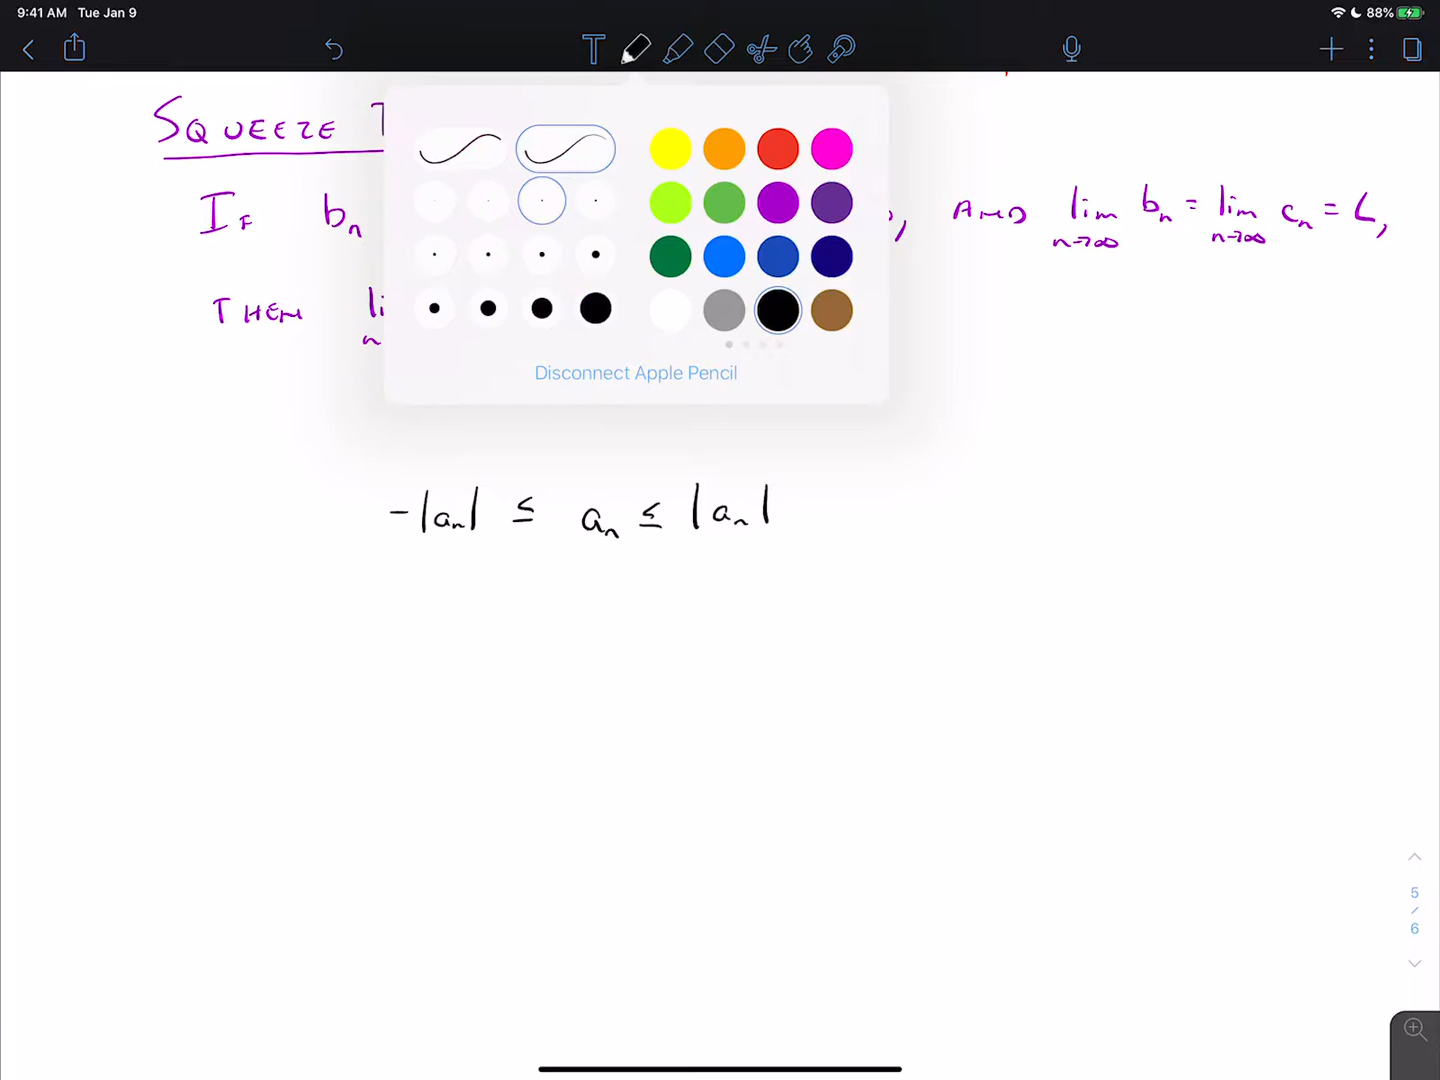 9:41 AM Tue Jan 9 88%
SQUEEZE T
IF bₙ , AND lim bₙ = lim cₙ = L,
n→∞ n→∞
THEN li
n
Disconnect Apple Pencil
-|aₙ| ≤ aₙ ≤ |aₙ|
5
/
6